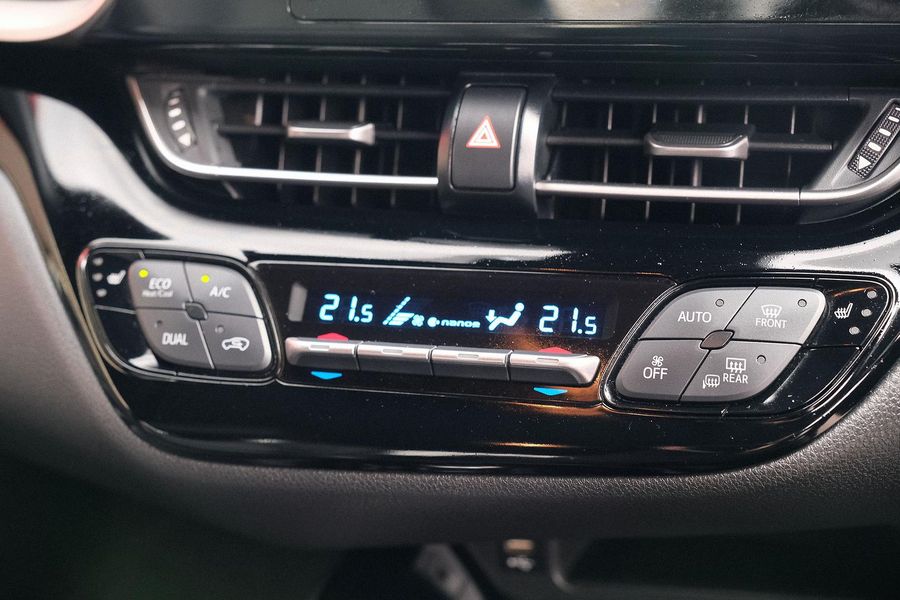 ECO
Heat/Cool
A/C
DUAL
21.5
nanoe
21.5
AUTO
FRONT
OFF
REAR